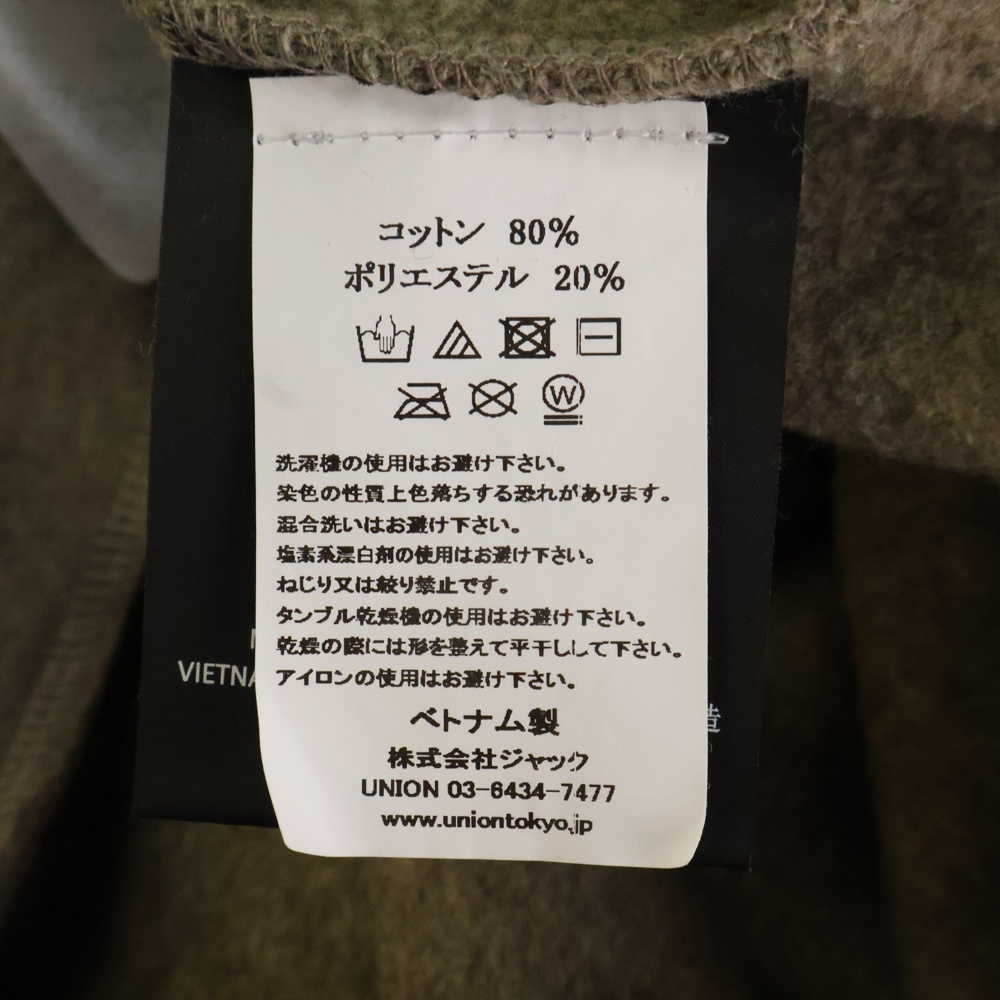 コットン 80%
ポリエステル 20%
W
洗濯機の使用はお避け下さい。
染色の性質上色落ちする恐れがあります。
混合洗いはお避け下さい。
塩素系漂白剤の使用はお避け下さい。
ねじり又は絞り禁止です。
タンブル乾燥機の使用はお避け下さい。
乾燥の際には形を整えて平干しして下さい。
アイロンの使用はお避け下さい。
VIETNA
造
ベトナム製
株式会社ジャック
UNION 03-6434-7477
www.uniontokyo.jp